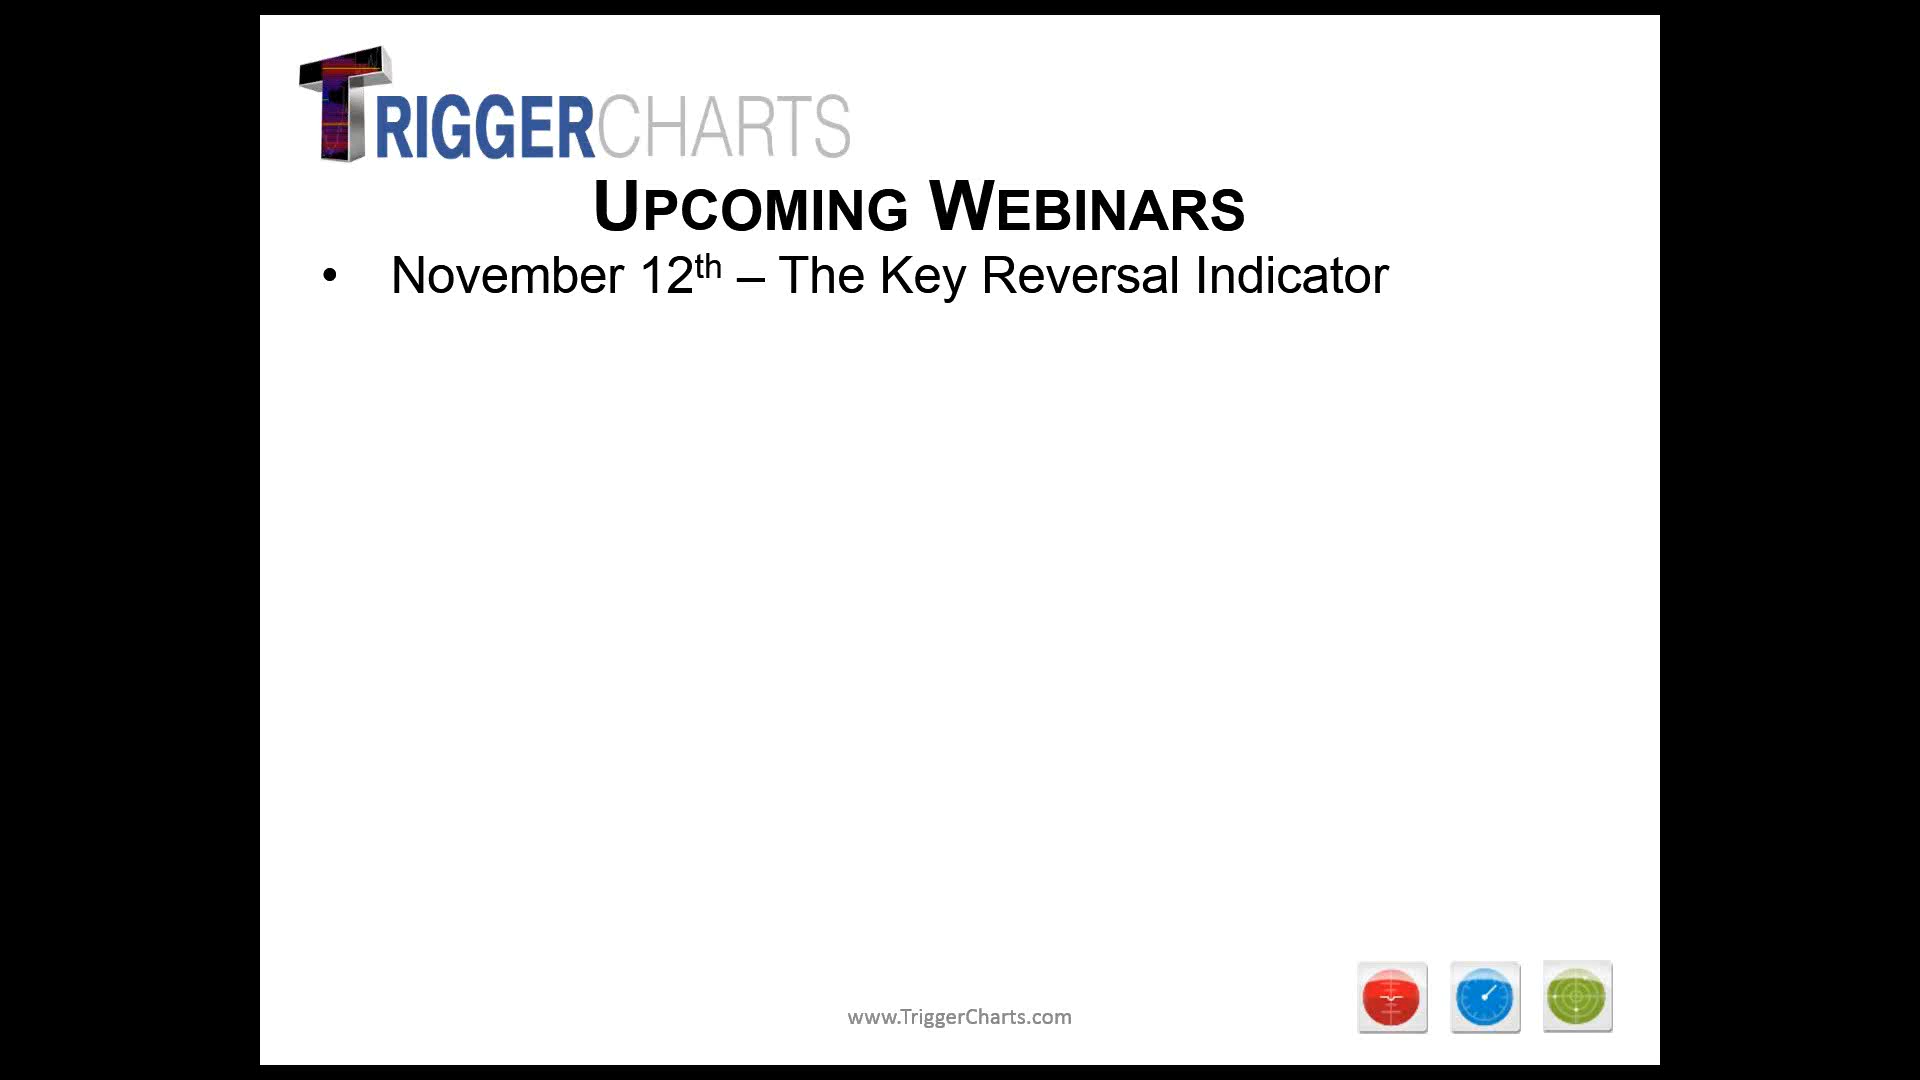 TRIGGERCHARTS
UPCOMING WEBINARS
• November 12th – The Key Reversal Indicator
www.TriggerCharts.com